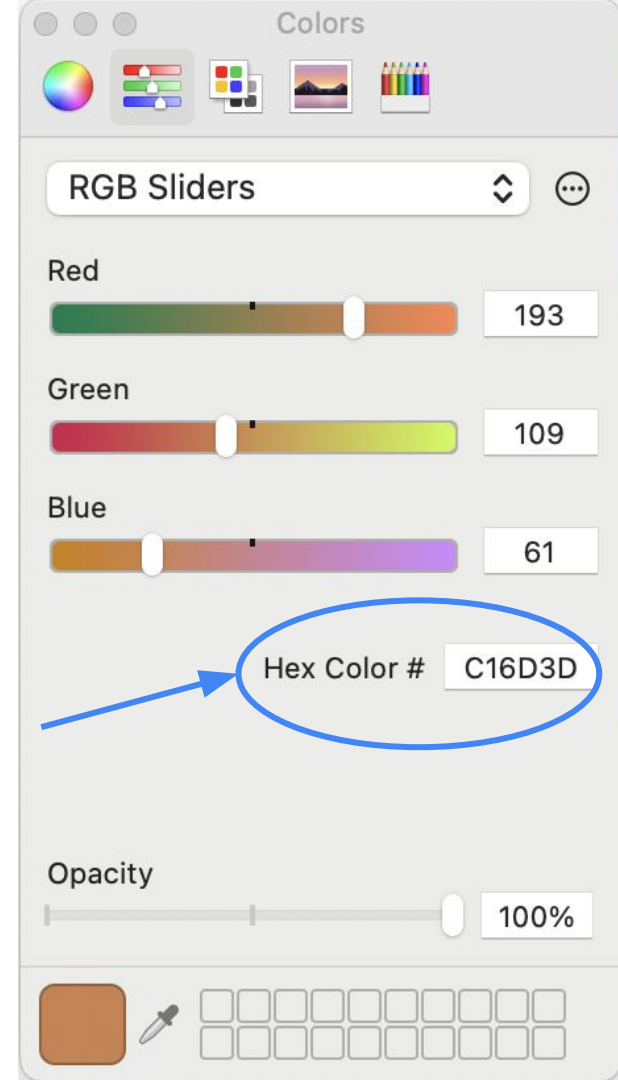 Colors
RGB Sliders
Red
193
Green
109
Blue
61
Hex Color # C16D3D
Opacity
100%